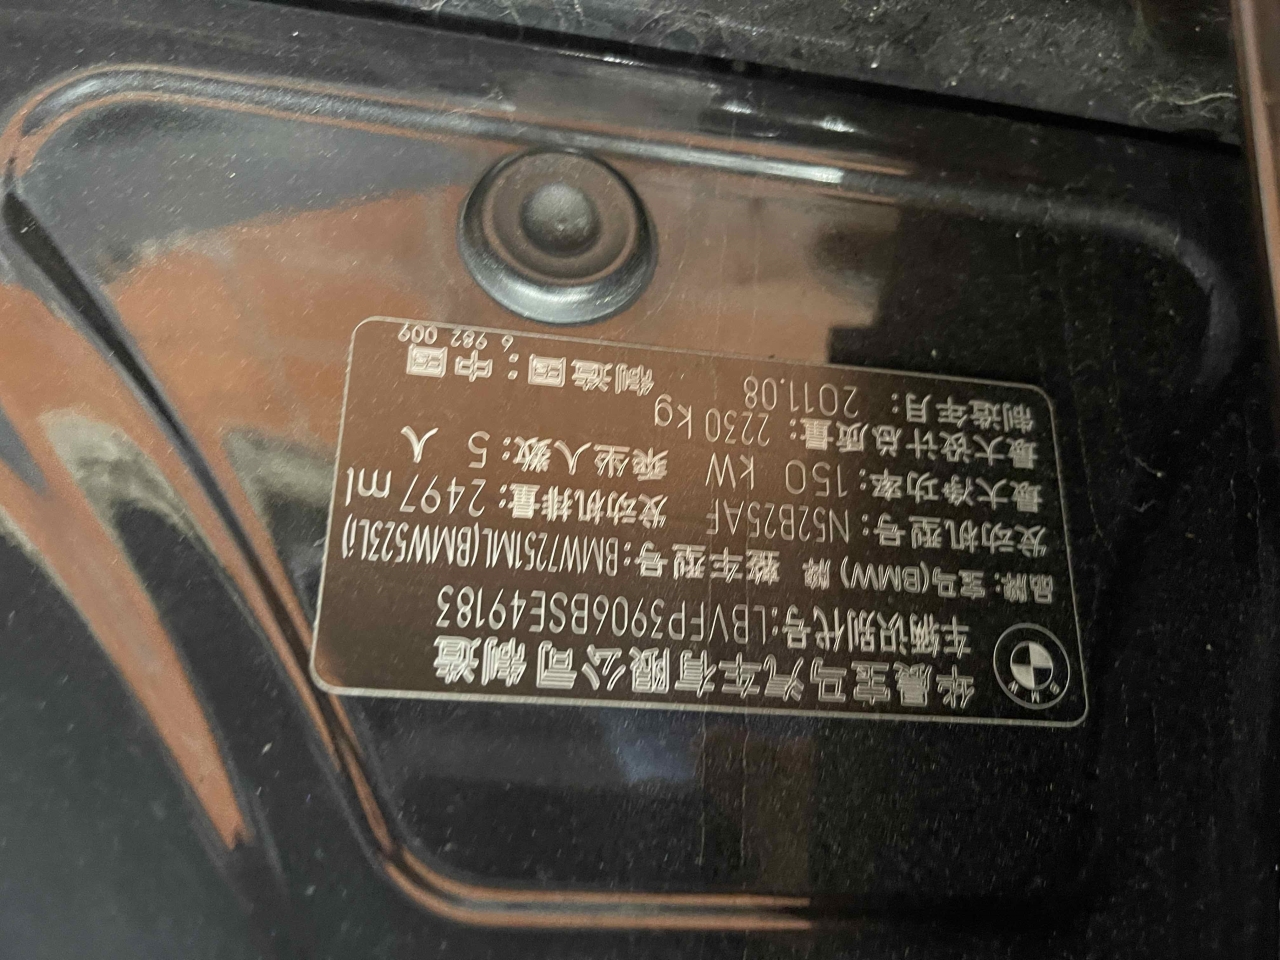 华晨宝马汽车有限公司 制造
车辆识别代号:LBVFP3906BSE49183
品牌:宝马(BMW)牌 整车型号:BMW7251ML(BMW523Li)
发动机型号:N52B25AF 发动机排量:2497 ml
最大净功率:150 kW 乘坐人数:5 人
最大设计总质量:2230 kg
制造年月:2011.08 制造国:中国
6 982 009
BMW